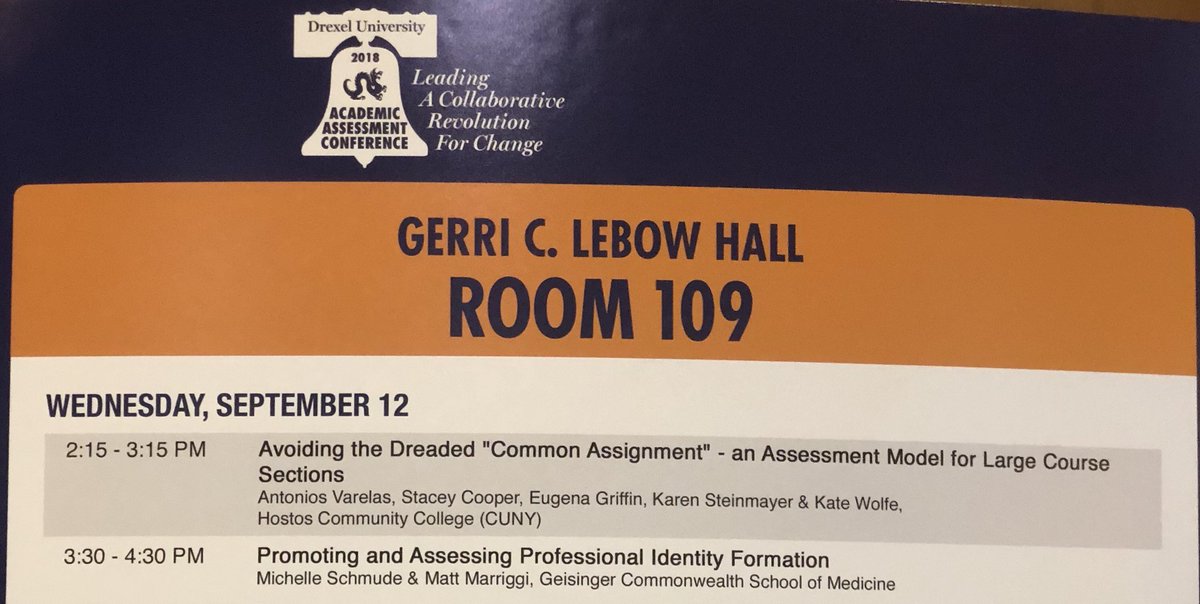 Drexel University
2018
ACADEMIC
ASSESSMENT
CONFERENCE
Leading
A Collaborative
Revolution
For Change
GERRI C. LEBOW HALL
ROOM 109
WEDNESDAY, SEPTEMBER 12
2:15 - 3:15 PM Avoiding the Dreaded "Common Assignment" - an Assessment Model for Large Course
Sections
Antonios Varelas, Stacey Cooper, Eugena Griffin, Karen Steinmayer & Kate Wolfe,
Hostos Community College (CUNY)
3:30 - 4:30 PM Promoting and Assessing Professional Identity Formation
Michelle Schmude & Matt Marriggi, Geisinger Commonwealth School of Medicine